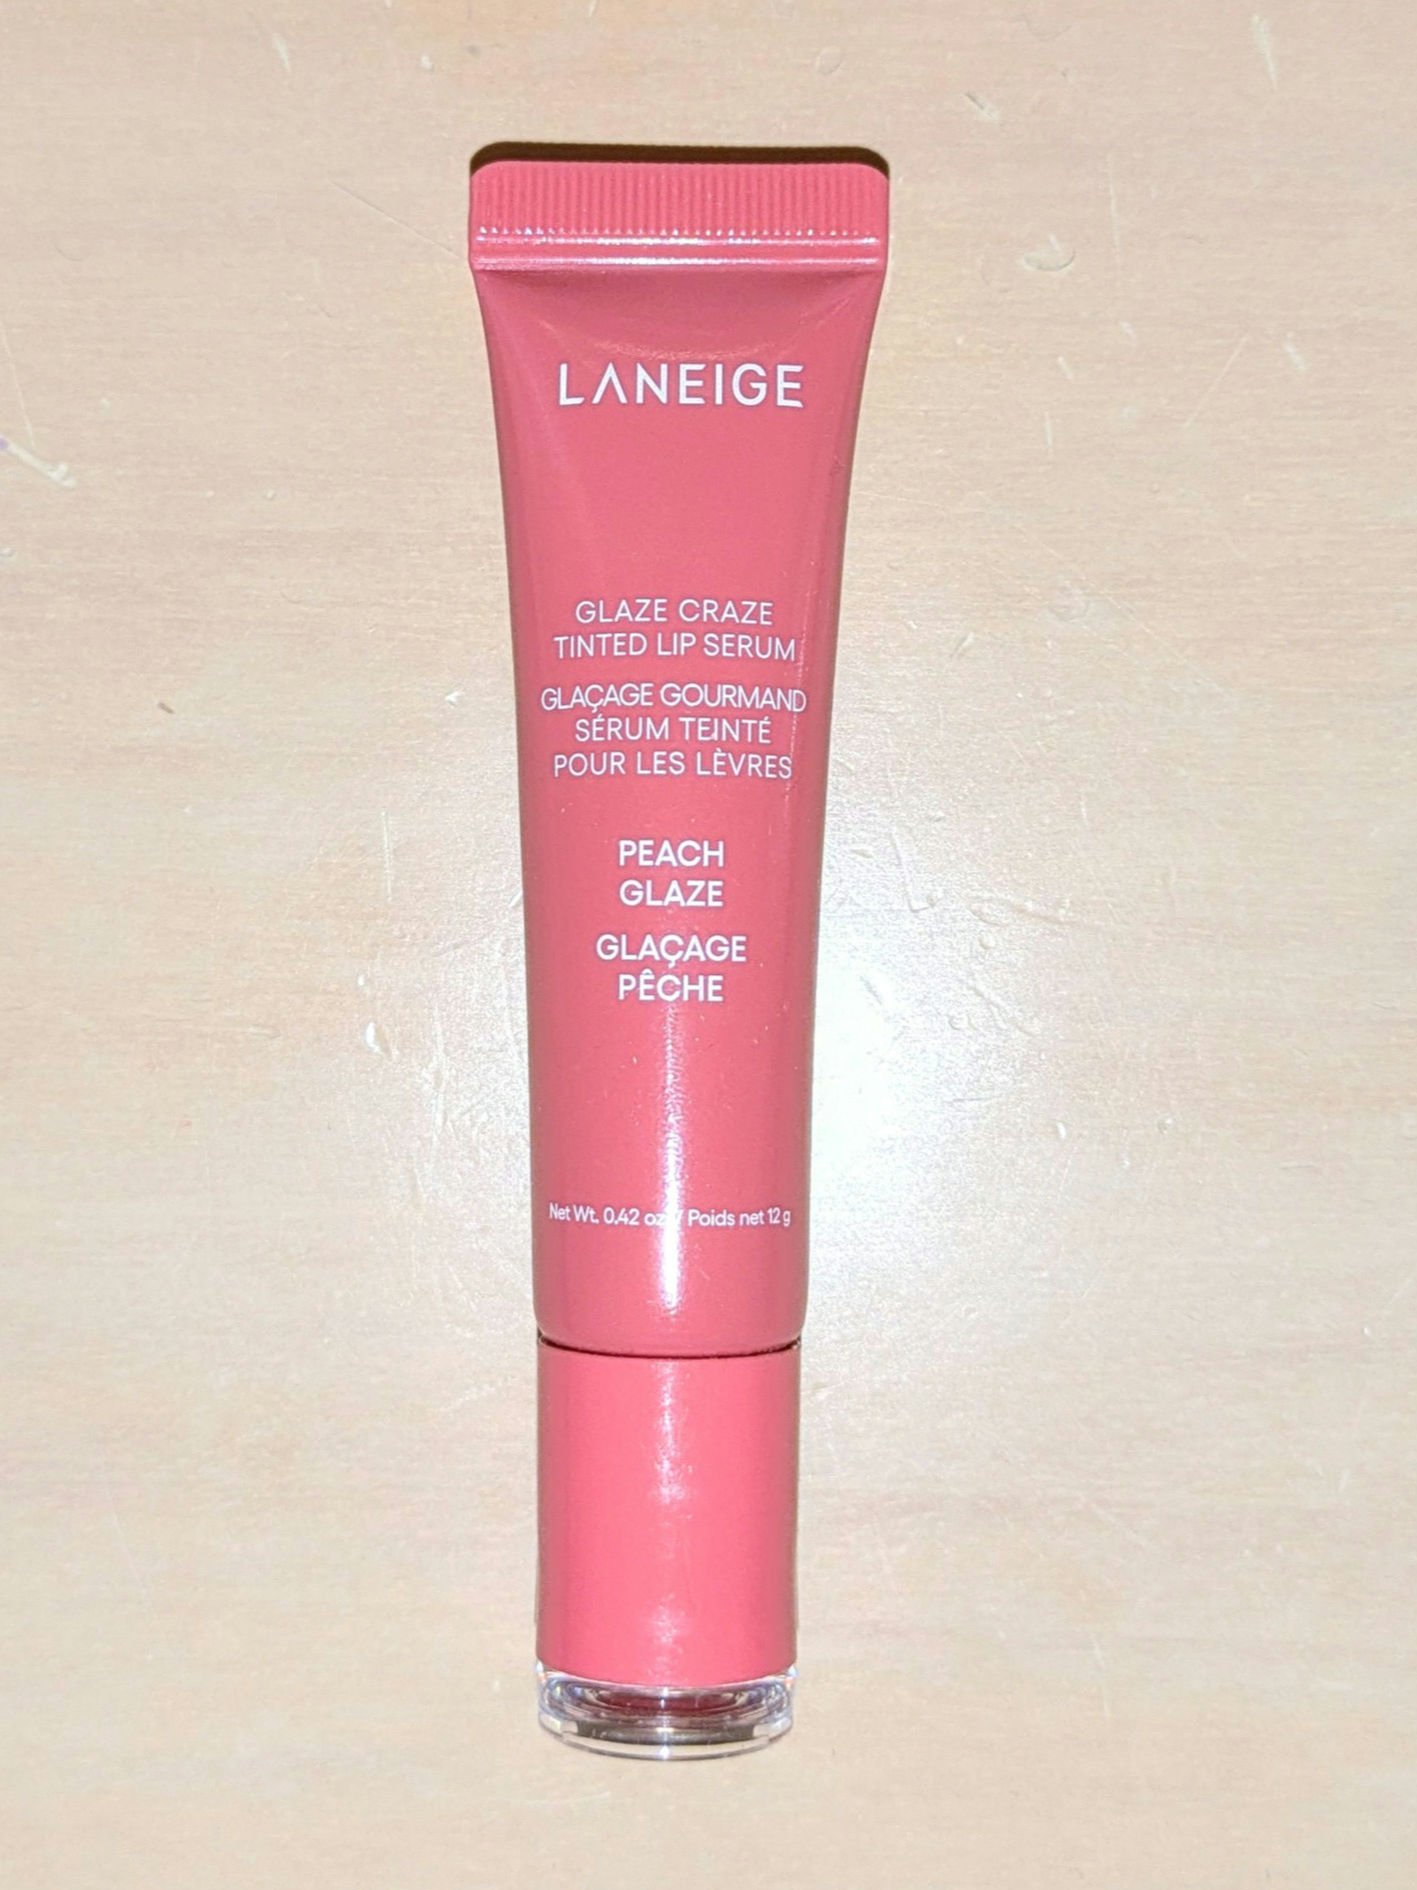 LANEIGE
GLAZE CRAZE
TINTED LIP SERUM
GLAÇAGE GOURMAND
SÉRUM TEINTÉ
POUR LES LÈVRES
PEACH
GLAZE
GLAÇAGE
PÊCHE
Net Wt. 0.42 oz / Poids net 12 g